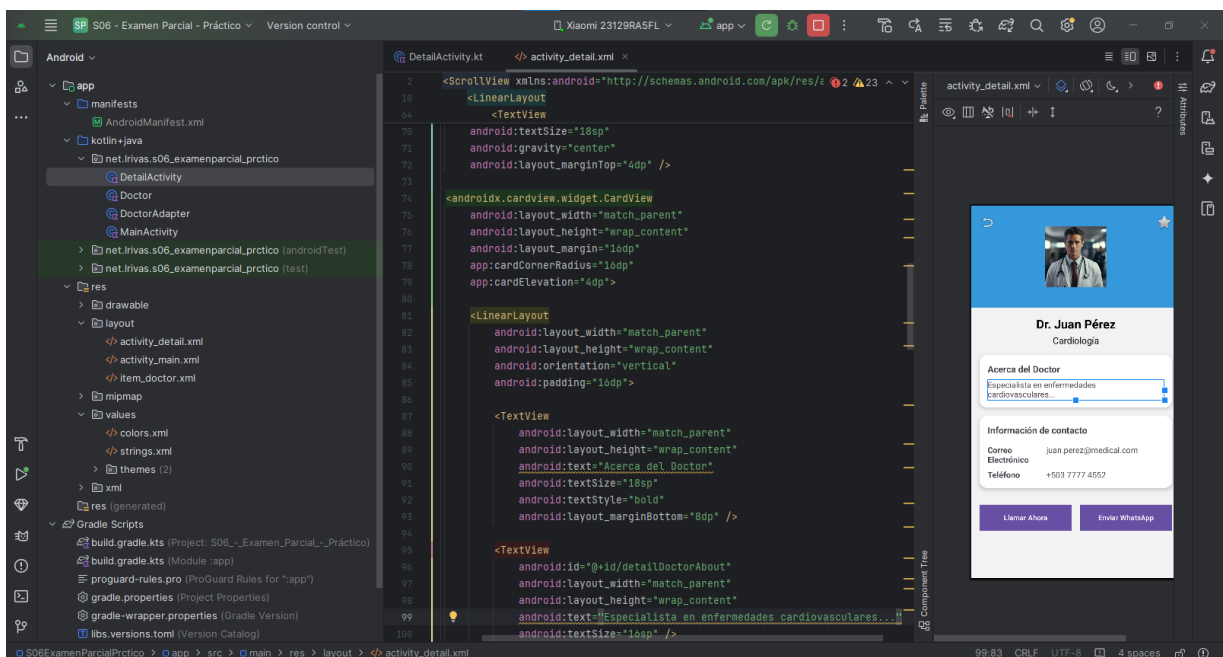 SP S06 - Examen Parcial - Práctico Version control
Xiaomi 23129RA5FL
app
Android
app
manifests
AndroidManifest.xml
kotlin+java
net.lrivas.s06_examenparcial_prctico
DetailActivity
Doctor
DoctorAdapter
MainActivity
net.lrivas.s06_examenparcial_prctico (androidTest)
net.lrivas.s06_examenparcial_prctico (test)
res
drawable
layout
activity_detail.xml
activity_main.xml
item_doctor.xml
mipmap
values
colors.xml
strings.xml
themes (2)
xml
res (generated)
Gradle Scripts
build.gradle.kts (Project: S06_-_Examen_Parcial_-_Práctico)
build.gradle.kts (Module :app)
proguard-rules.pro (ProGuard Rules for ":app")
gradle.properties (Project Properties)
gradle-wrapper.properties (Gradle Version)
libs.versions.toml (Version Catalog)
DetailActivity.kt
activity_detail.xml
2 <ScrollView xmlns:android="http://schemas.android.com/apk/res/a 2 23
10 <LinearLayout
64 <TextView
70 android:textSize="18sp"
71 android:gravity="center"
72 android:layout_marginTop="4dp" />
73
74 <androidx.cardview.widget.CardView
75 android:layout_width="match_parent"
76 android:layout_height="wrap_content"
77 android:layout_margin="16dp"
78 app:cardCornerRadius="16dp"
79 app:cardElevation="4dp">
80
81 <LinearLayout
82 android:layout_width="match_parent"
83 android:layout_height="wrap_content"
84 android:orientation="vertical"
85 android:padding="16dp">
86
87 <TextView
88 android:layout_width="match_parent"
89 android:layout_height="wrap_content"
90 android:text="Acerca del Doctor"
91 android:textSize="18sp"
92 android:textStyle="bold"
93 android:layout_marginBottom="8dp" />
94
95 <TextView
96 android:id="@+id/detailDoctorAbout"
97 android:layout_width="match_parent"
98 android:layout_height="wrap_content"
99 android:text="Especialista en enfermedades cardiovasculares..."
100 android:textSize="16sp" />
Palette
Component Tree
activity_detail.xml
Attributes
?
Dr. Juan Pérez
Cardiología
Acerca del Doctor
Especialista en enfermedades
cardiovasculares...
Información de contacto
Correo
Electrónico
juan.perez@medical.com
Teléfono +503 7777 4552
Llamar Ahora
Enviar WhatsApp
S06ExamenParcialPrctico > app > src > main > res > layout > activity_detail.xml
99:83 CRLF UTF-8 4 spaces